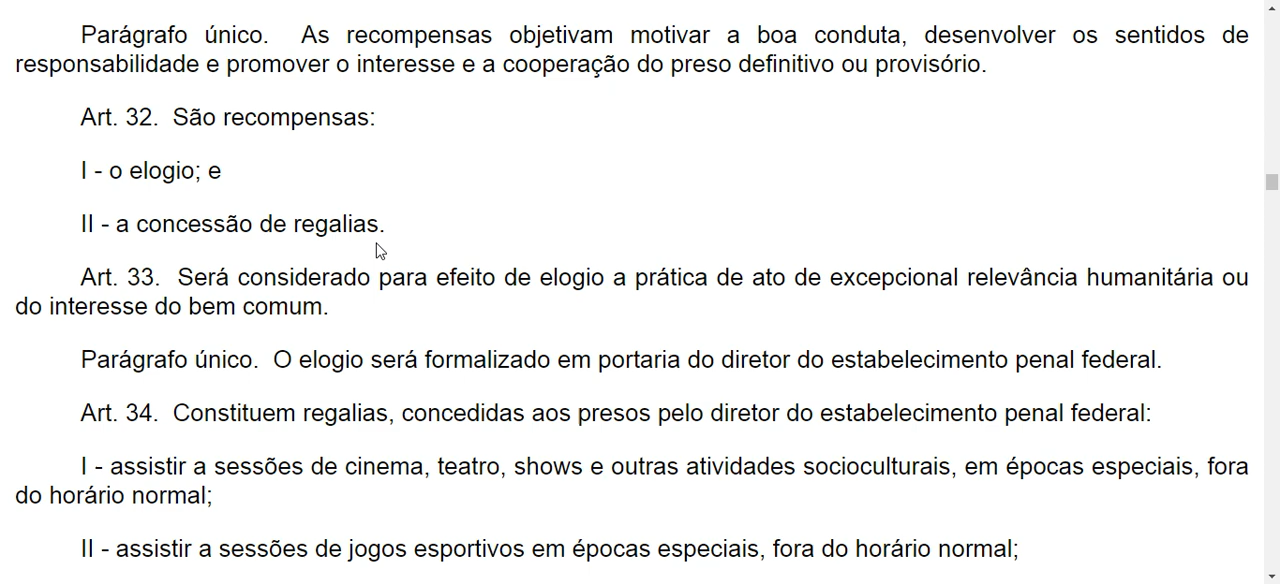 Parágrafo único.  As recompensas objetivam motivar a boa conduta, desenvolver os sentidos de
responsabilidade e promover o interesse e a cooperação do preso definitivo ou provisório.
Art. 32.  São recompensas:
I - o elogio; e
II - a concessão de regalias.
Art. 33.  Será considerado para efeito de elogio a prática de ato de excepcional relevância humanitária ou
do interesse do bem comum.
Parágrafo único.  O elogio será formalizado em portaria do diretor do estabelecimento penal federal.
Art. 34.  Constituem regalias, concedidas aos presos pelo diretor do estabelecimento penal federal:
I - assistir a sessões de cinema, teatro, shows e outras atividades socioculturais, em épocas especiais, fora
do horário normal;
II - assistir a sessões de jogos esportivos em épocas especiais, fora do horário normal;